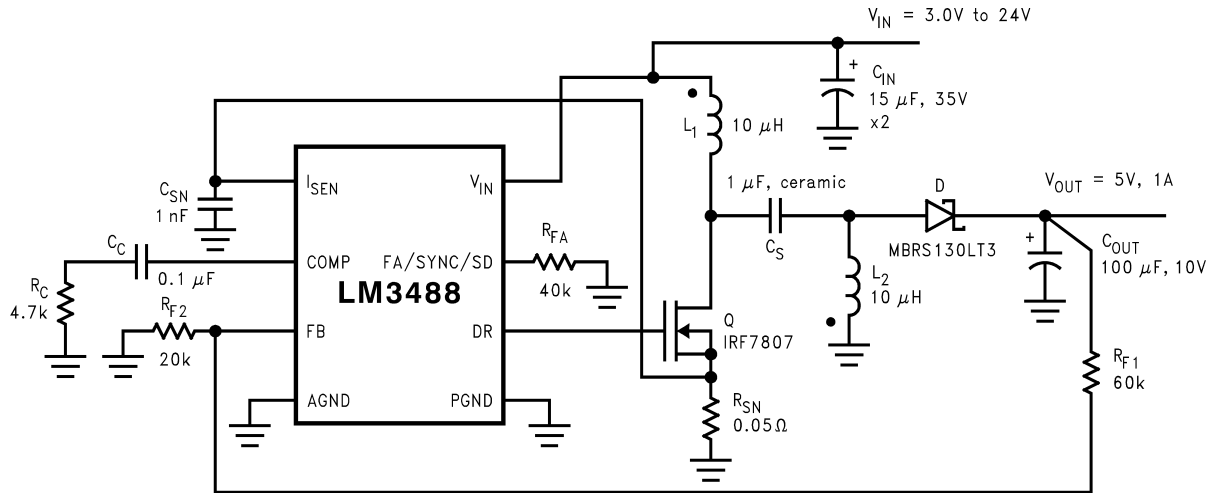 V_IN = 3.0V to 24V
+
C_IN
15 μF, 35V
x2
L_1
10 μH
I_SEN
V_IN
C_SN
1 nF
1 μF, ceramic
C_S
D
MBRS130LT3
V_OUT = 5V, 1A
+
C_OUT
100 μF, 10V
C_C
0.1 μF
COMP
FA/SYNC/SD
R_FA
40k
L_2
10 μH
R_C
4.7k
LM3488
R_F2
20k
FB
DR
Q
IRF7807
R_F1
60k
AGND
PGND
R_SN
0.05Ω